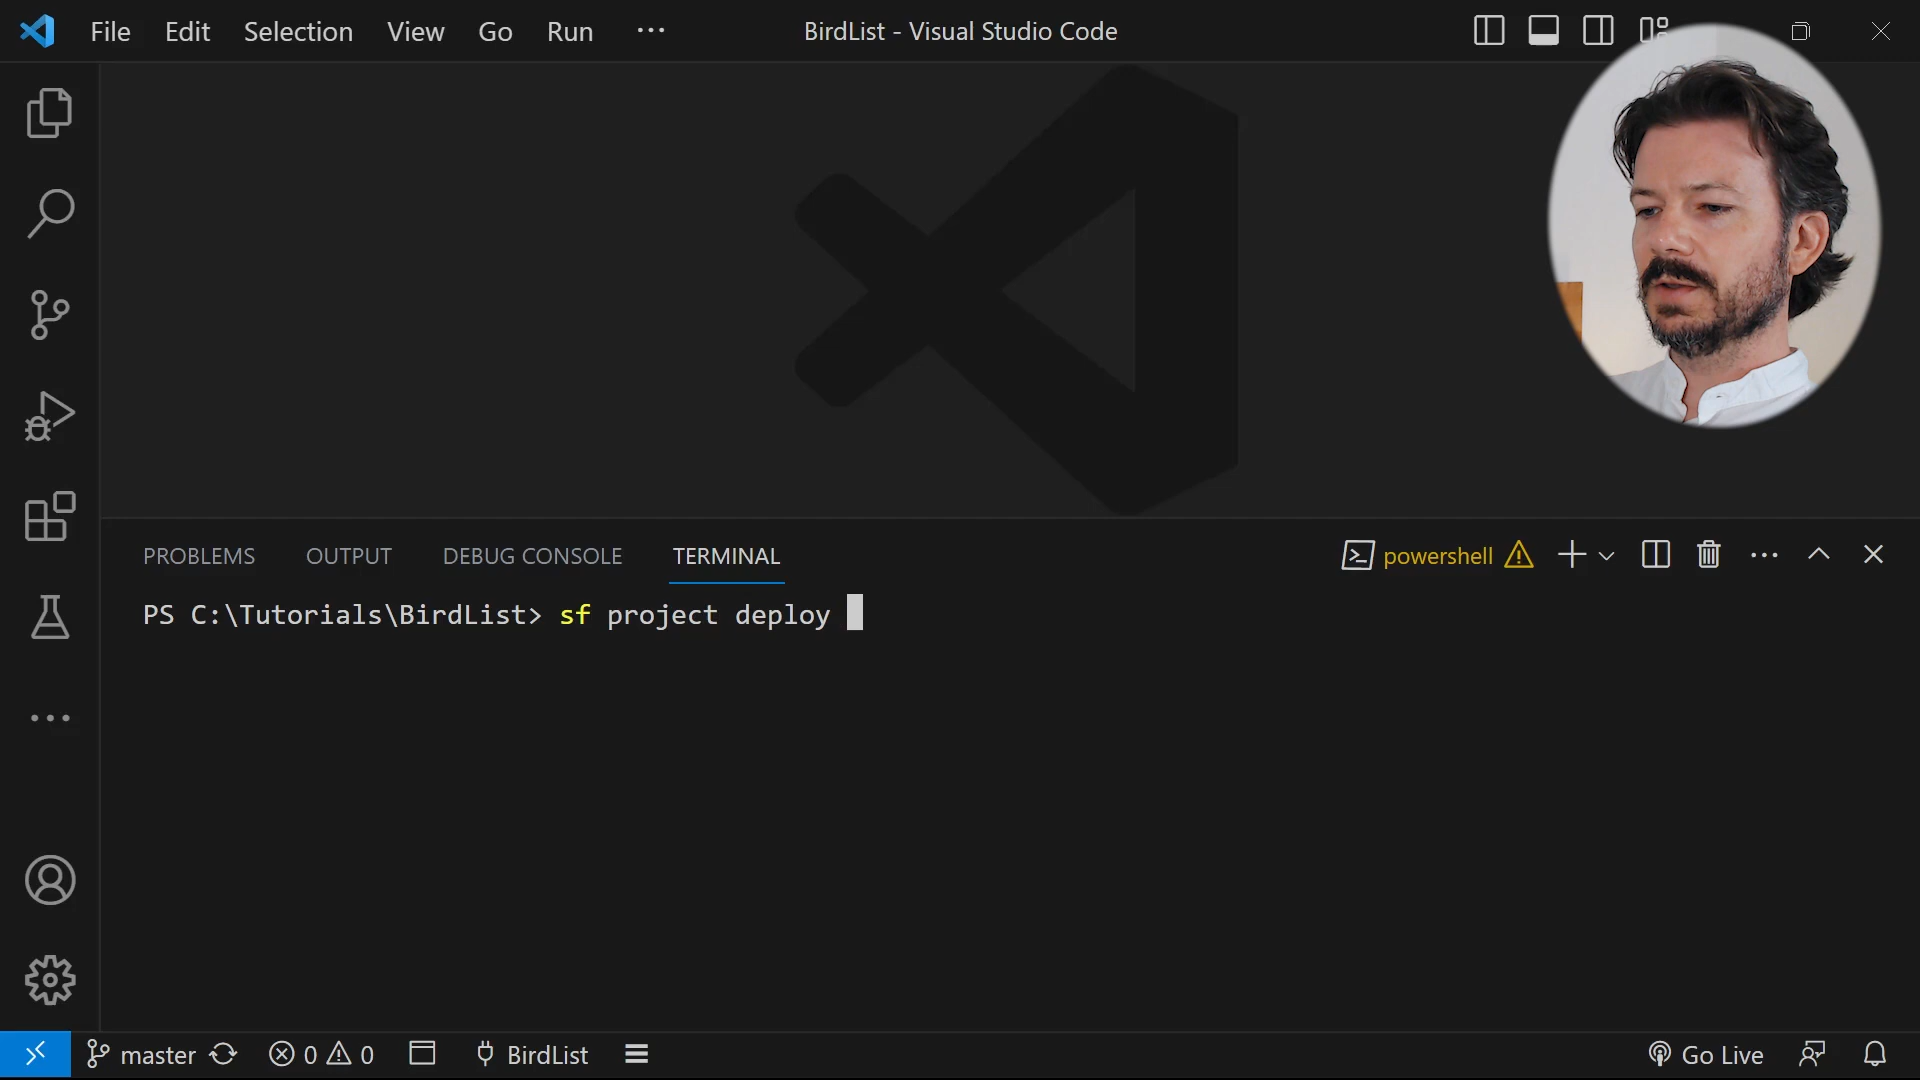 File Edit Selection View Go Run ··· BirdList - Visual Studio Code
PROBLEMS OUTPUT DEBUG CONSOLE TERMINAL powershell
PS C:\Tutorials\BirdList> sf project deploy
master 0 0 BirdList Go Live